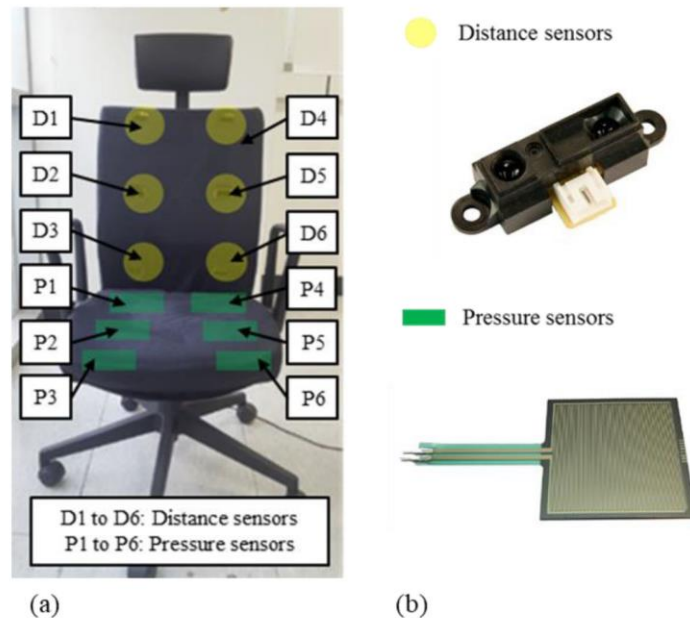 D1
D4
D2
D5
D3
D6
P1
P4
P2
P5
P3
P6
D1 to D6: Distance sensors
P1 to P6: Pressure sensors
(a)
Distance sensors
Pressure sensors
(b)